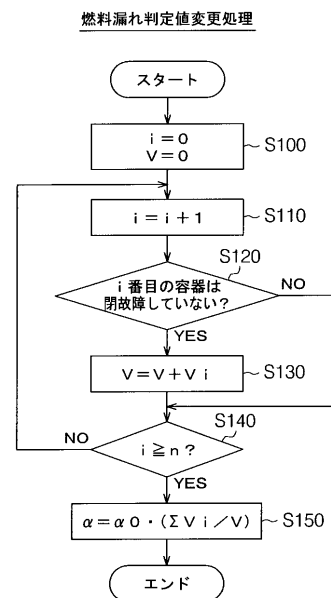 燃料漏れ判定値変更処理
スタート
i=0
V=0
S100
i=i+1
S110
S120
i番目の容器は
閉故障していない?
NO
YES
V=V+Vi
S130
S140
NO
i≧n?
YES
α=α0・(ΣVi/V)
S150
エンド